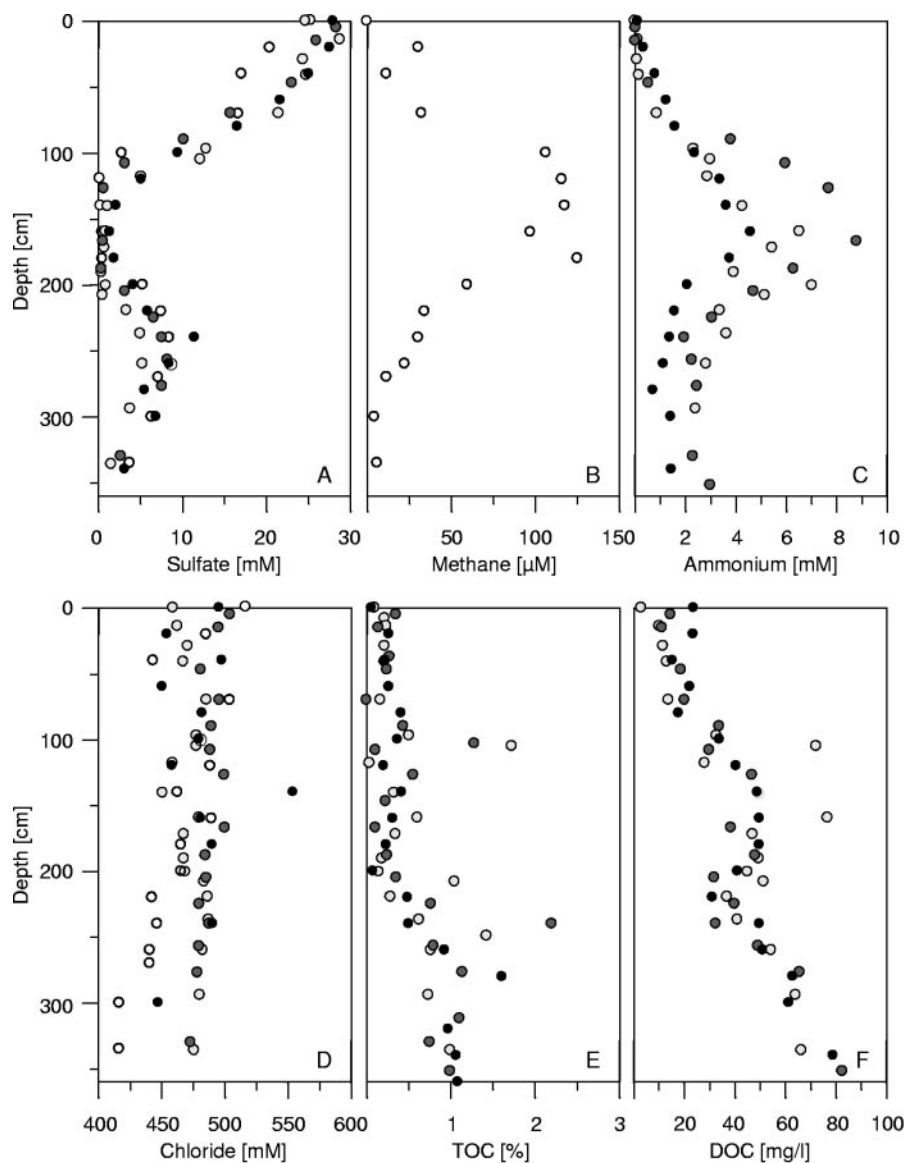 0
100
200
300
Depth [cm]
A
B
C
0 10 20 30
50 100 150
2 4 6 8 10
Sulfate [mM]
Methane [µM]
Ammonium [mM]
0
100
200
300
Depth [cm]
D
E
F
400 450 500 550 600
1 2 3
20 40 60 80 100
Chloride [mM]
TOC [%]
DOC [mg/l]